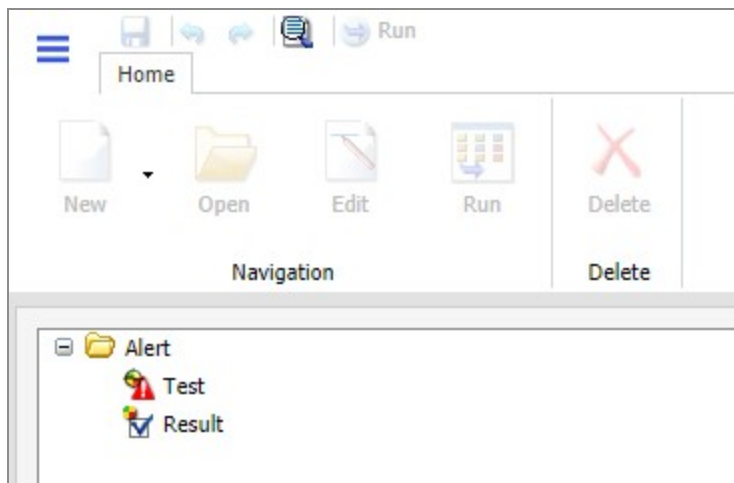 Run
Home
New Open Edit Run Delete
Navigation Delete
Alert
Test
Result